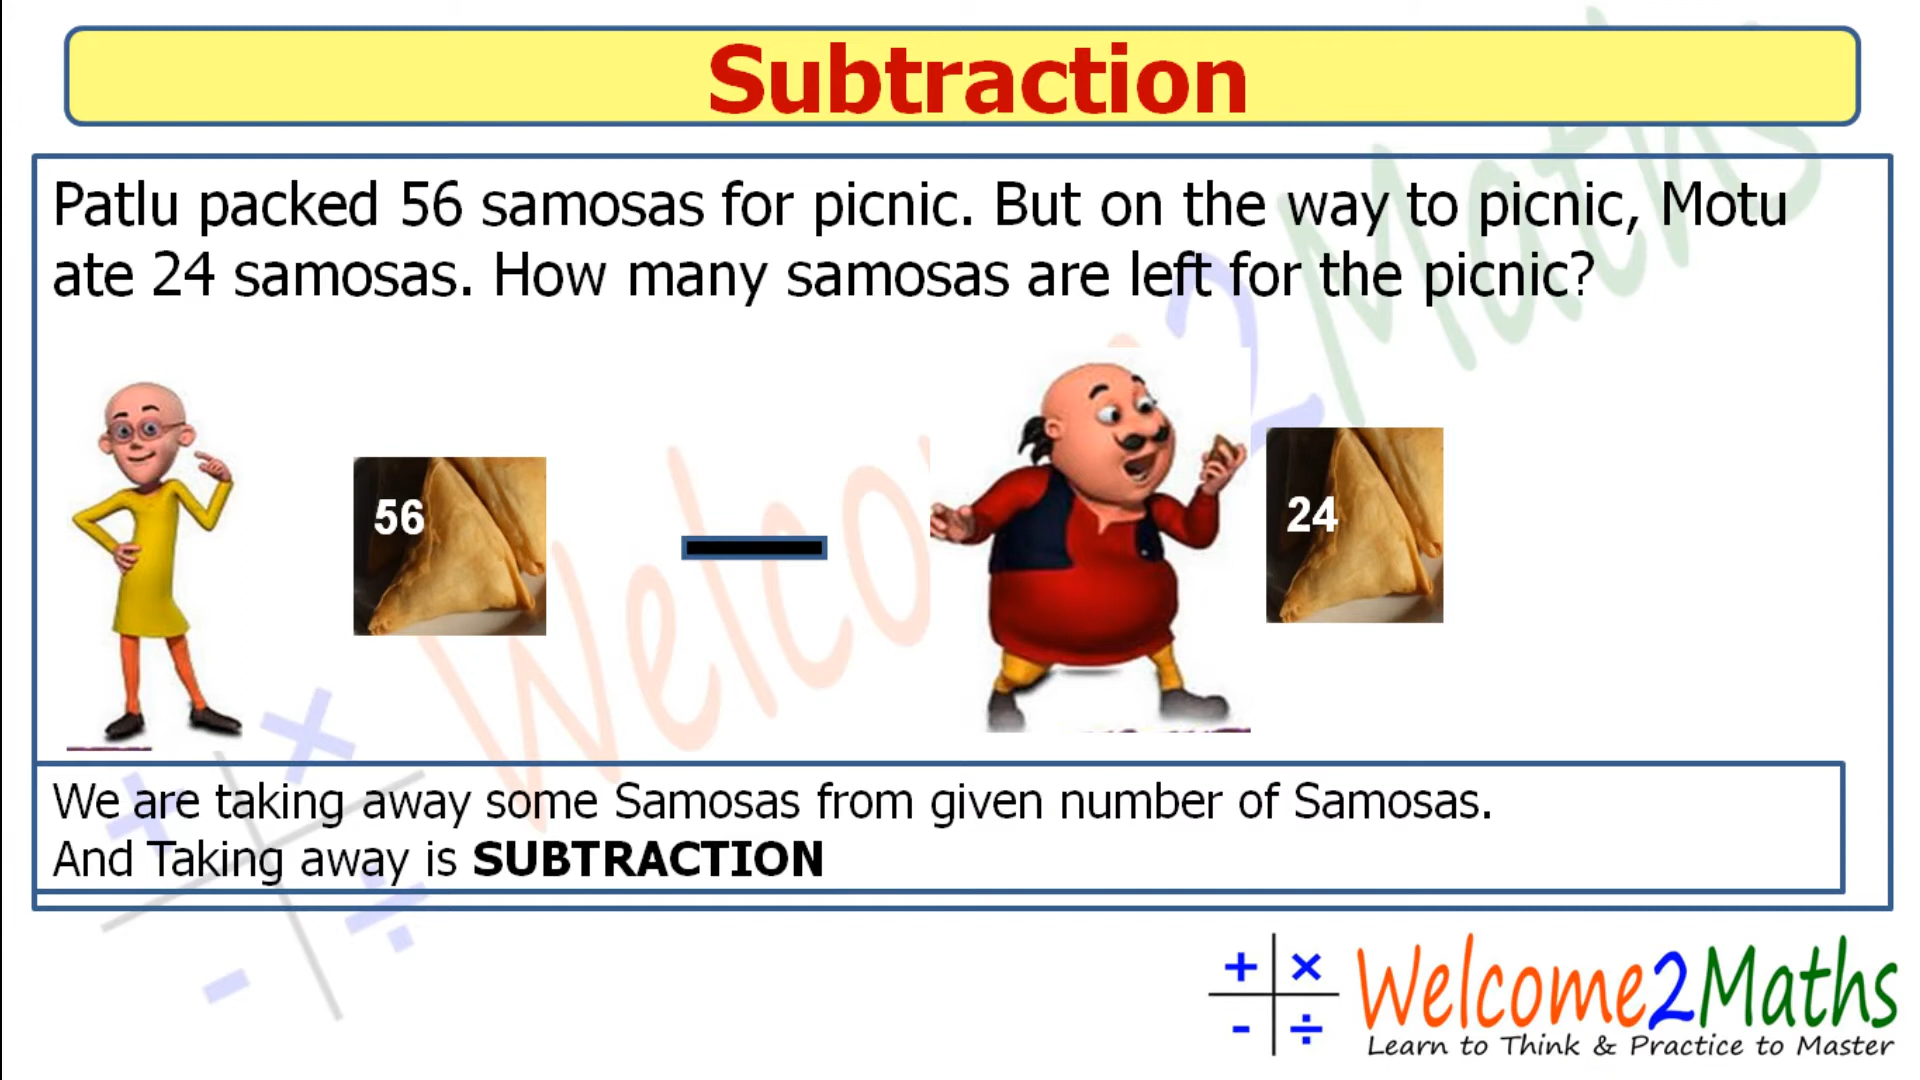 Subtraction
Patlu packed 56 samosas for picnic. But on the way to picnic, Motu
ate 24 samosas. How many samosas are left for the picnic?
56
24
We are taking away some Samosas from given number of Samosas.
And Taking away is SUBTRACTION
Welcome2Maths
+ ×
- ÷
Welcome2Maths
Learn to Think & Practice to Master